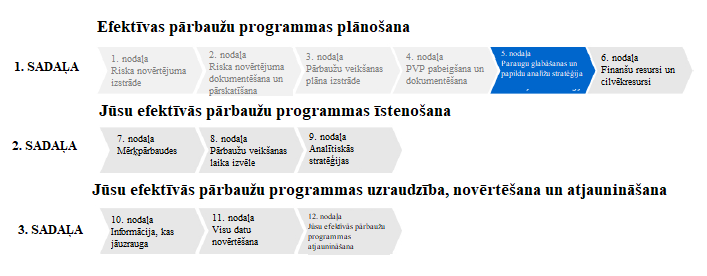 Efektīvas pārbaužu programmas plānošana
1. SADAĻA
1. nodaļa
Riska novērtējuma
izstrāde
2. nodaļa
Riska novērtējuma
dokumentēšana un
pārskatīšana
3. nodaļa
Pārbaužu veikšanas
plāna izstrāde
4. nodaļa
PVP pabeigšana un
dokumentēšana
5. nodaļa
Paraugu glabāšanas un
papildu analīžu stratēģija
6. nodaļa
Finanšu resursi un
cilvēkresursi
Jūsu efektīvās pārbaužu programmas īstenošana
2. SADAĻA
7. nodaļa
Mērķpārbaudes
8. nodaļa
Pārbaužu veikšanas
laika izvēle
9. nodaļa
Analītiskās
stratēģijas
Jūsu efektīvās pārbaužu programmas uzraudzība, novērtēšana un atjaunināšana
3. SADAĻA
10. nodaļa
Informācija, kas
jāuzrauga
11. nodaļa
Visu datu
novērtēšana
12. nodaļa
Jūsu efektīvās pārbaužu
programmas
atjaunināšana